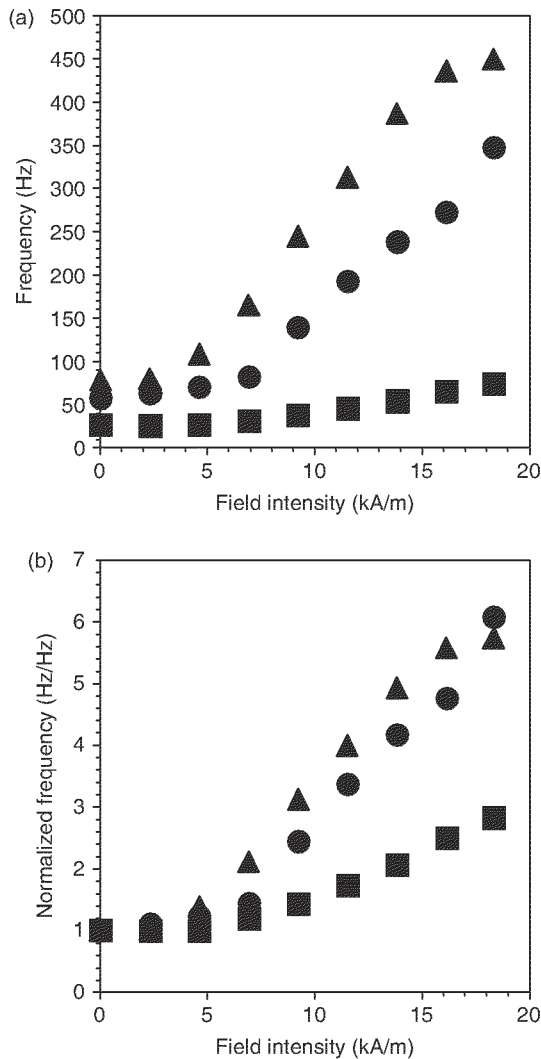 (a)
500
450
400
350
300
250
200
150
100
50
0
Frequency (Hz)
0 5 10 15 20
Field intensity (kA/m)
(b)
7
6
5
4
3
2
1
0
Normalized frequency (Hz/Hz)
0 5 10 15 20
Field intensity (kA/m)